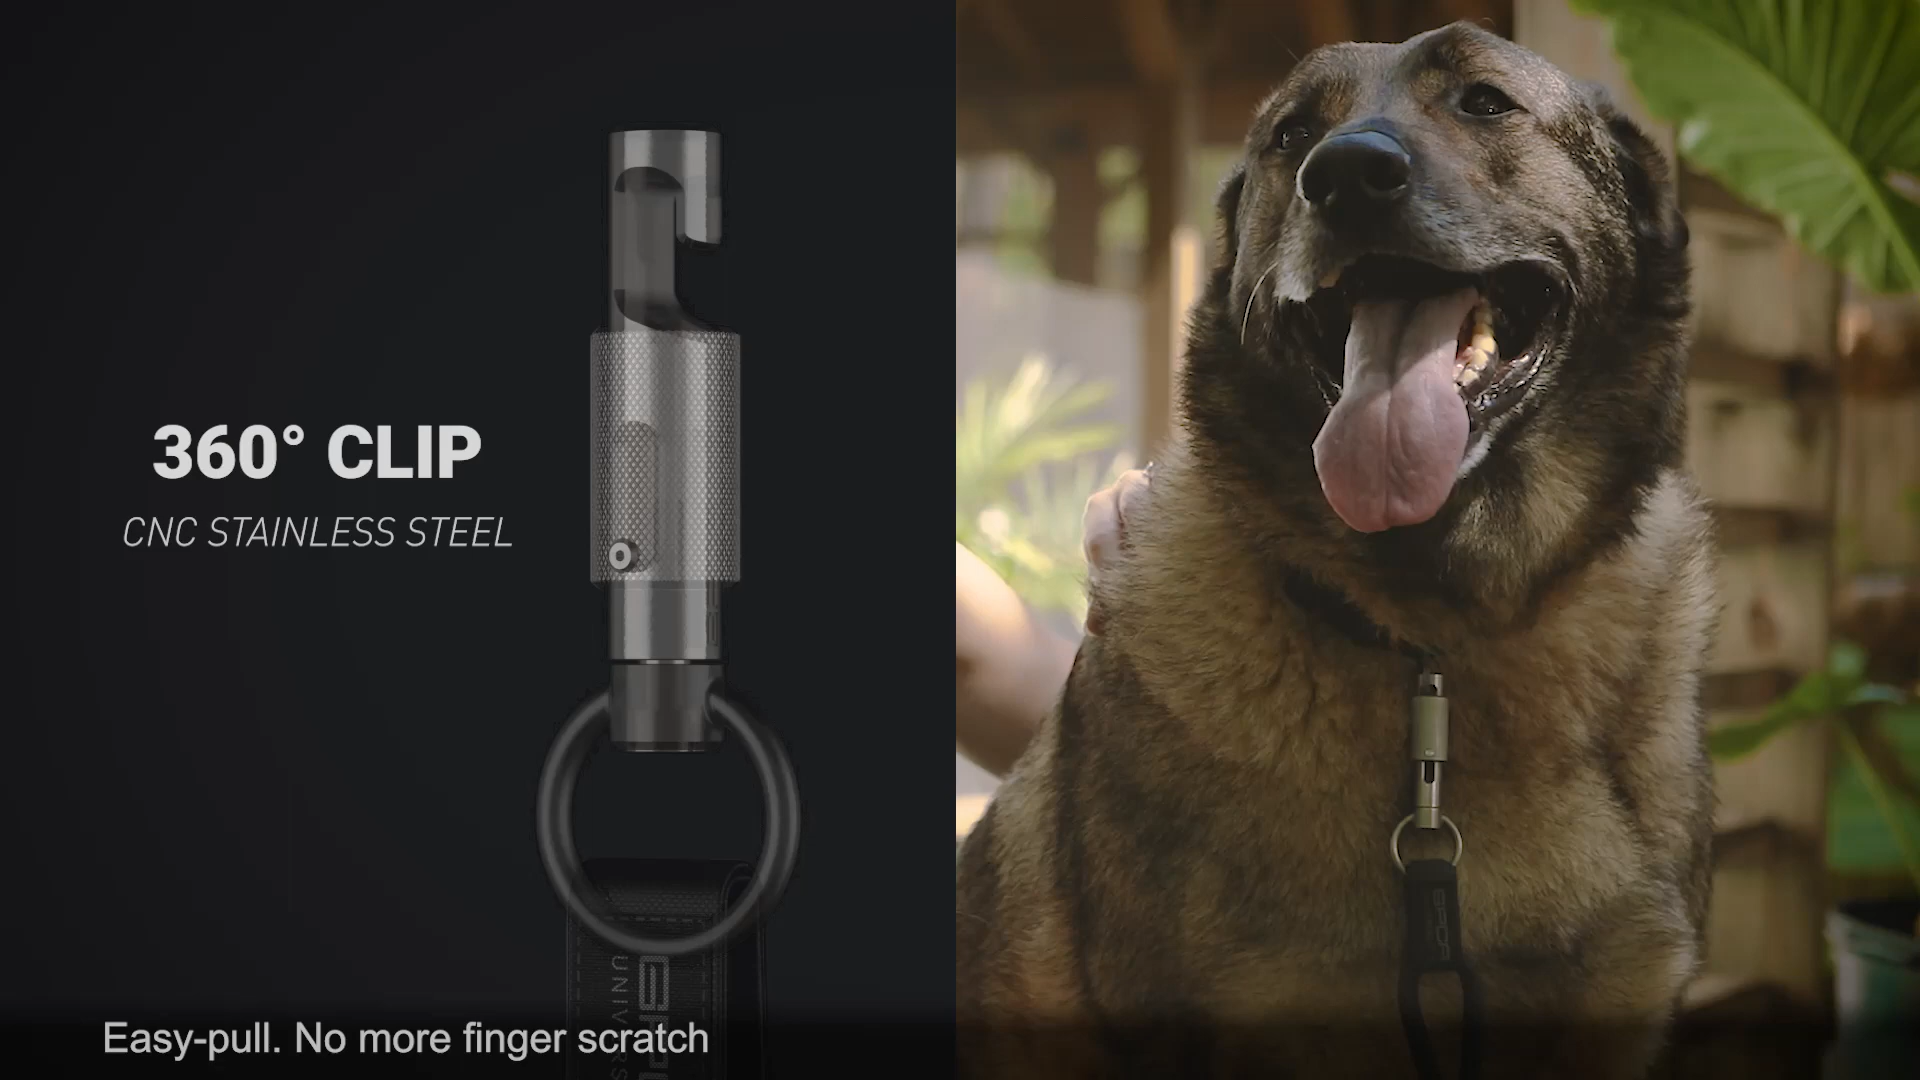 360° CLIP
CNC STAINLESS STEEL
Easy-pull. No more finger scratch